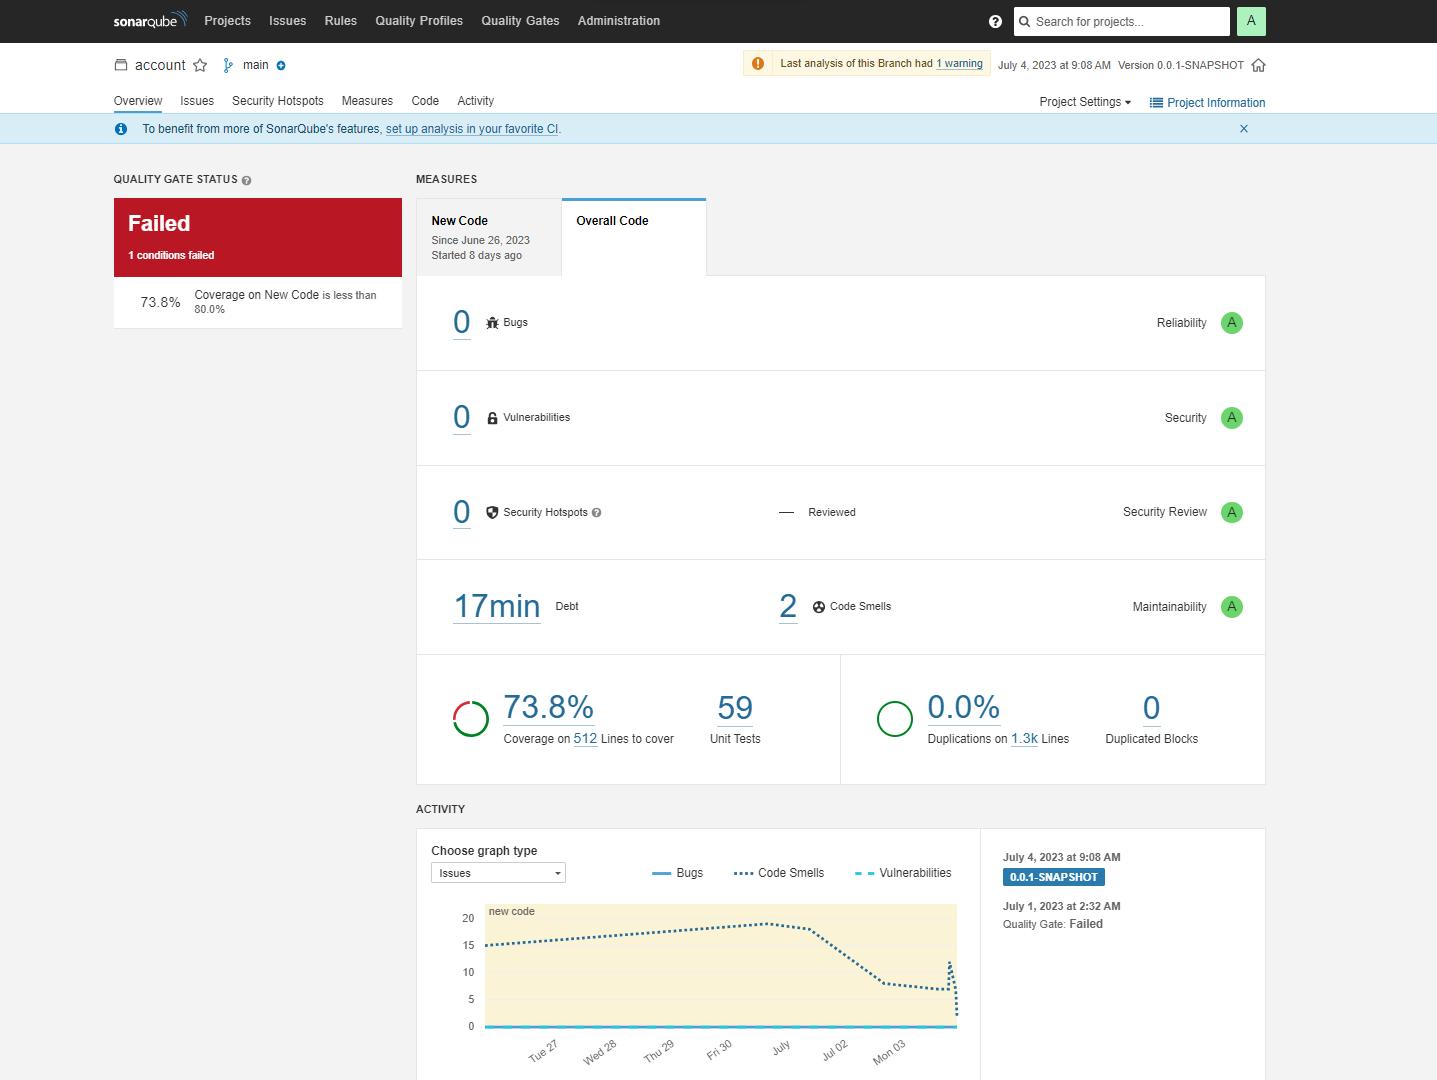 sonarqube Projects Issues Rules Quality Profiles Quality Gates Administration ? Search for projects... A
account main Last analysis of this Branch had 1 warning July 4, 2023 at 9:08 AM Version 0.0.1-SNAPSHOT
Overview Issues Security Hotspots Measures Code Activity Project Settings Project Information
To benefit from more of SonarQube's features, set up analysis in your favorite CI.
QUALITY GATE STATUS
Failed
1 conditions failed
73.8% Coverage on New Code is less than
80.0%
MEASURES
New Code
Since June 26, 2023
Started 8 days ago
Overall Code
0 Bugs Reliability A
0 Vulnerabilities Security A
0 Security Hotspots ? — Reviewed Security Review A
17min Debt 2 Code Smells Maintainability A
73.8%
Coverage on 512 Lines to cover
59
Unit Tests
0.0%
Duplications on 1.3k Lines
0
Duplicated Blocks
ACTIVITY
Choose graph type
Issues
Bugs Code Smells Vulnerabilities
new code
20
15
10
5
0
Tue 27 Wed 28 Thu 29 Fri 30 July Jul 02 Mon 03
July 4, 2023 at 9:08 AM
0.0.1-SNAPSHOT
July 1, 2023 at 2:32 AM
Quality Gate: Failed